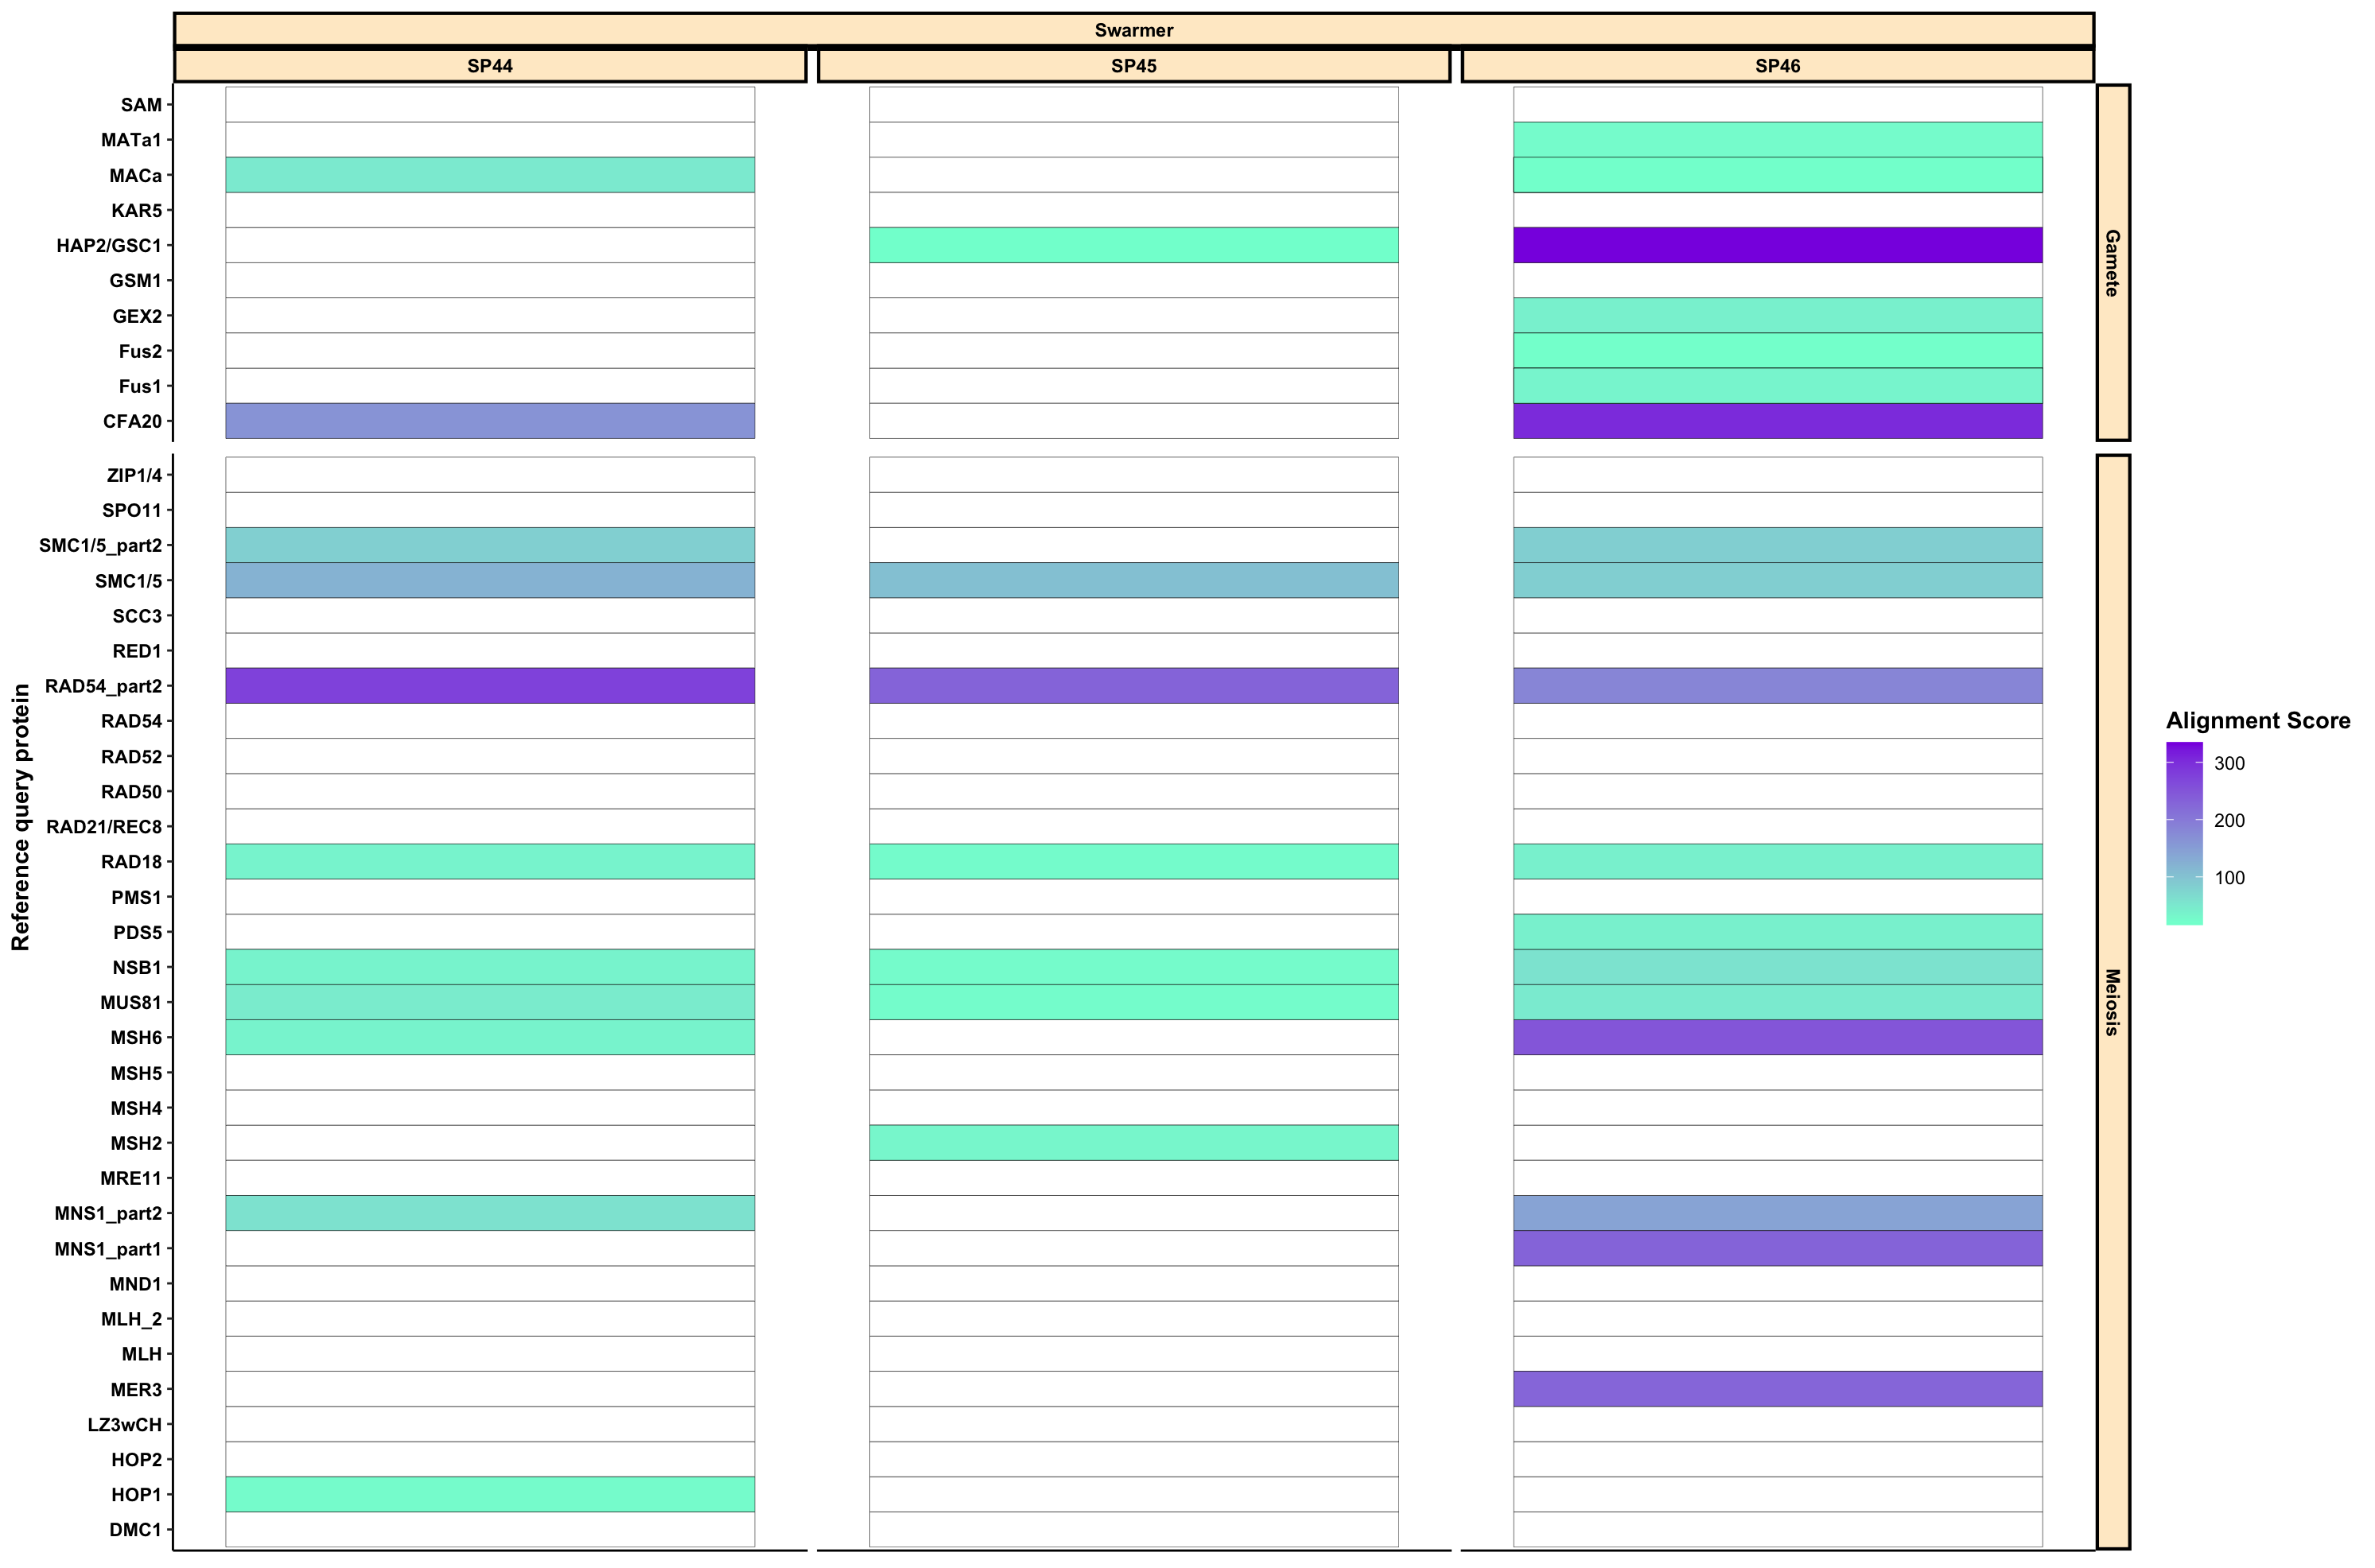 Swarmer
SP44
SP45
SP46
SAM
MATa1
MACa
KAR5
HAP2/GSC1
GSM1
GEX2
Fus2
Fus1
CFA20
Gamete
ZIP1/4
SPO11
SMC1/5_part2
SMC1/5
SCC3
RED1
RAD54_part2
RAD54
RAD52
RAD50
RAD21/REC8
RAD18
PMS1
PDS5
NSB1
MUS81
MSH6
MSH5
MSH4
MSH2
MRE11
MNS1_part2
MNS1_part1
MND1
MLH_2
MLH
MER3
LZ3wCH
HOP2
HOP1
DMC1
Meiosis
Reference query protein
Alignment Score
300
200
100